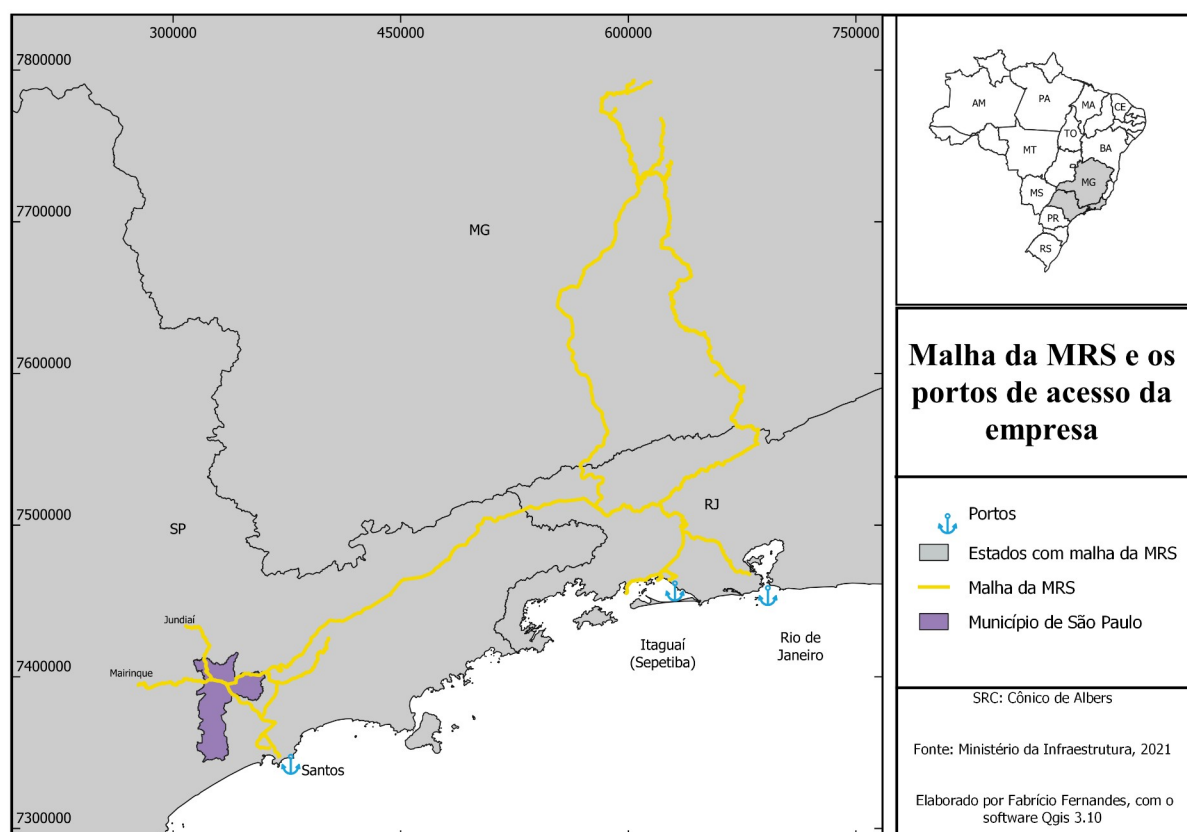 300000
450000
600000
750000
7800000
7700000
7600000
7500000
7400000
7300000
MG
SP
RJ
Jundiaí
Mairinque
Santos
Itaguaí
(Sepetiba)
Rio de
Janeiro
AM
PA
MA
CE
TO
MT
BA
MG
MS
PR
RS
Malha da MRS e os
portos de acesso da
empresa
Portos
Estados com malha da MRS
Malha da MRS
Município de São Paulo
SRC: Cônico de Albers
Fonte: Ministério da Infraestrutura, 2021
Elaborado por Fabrício Fernandes, com o
software Qgis 3.10